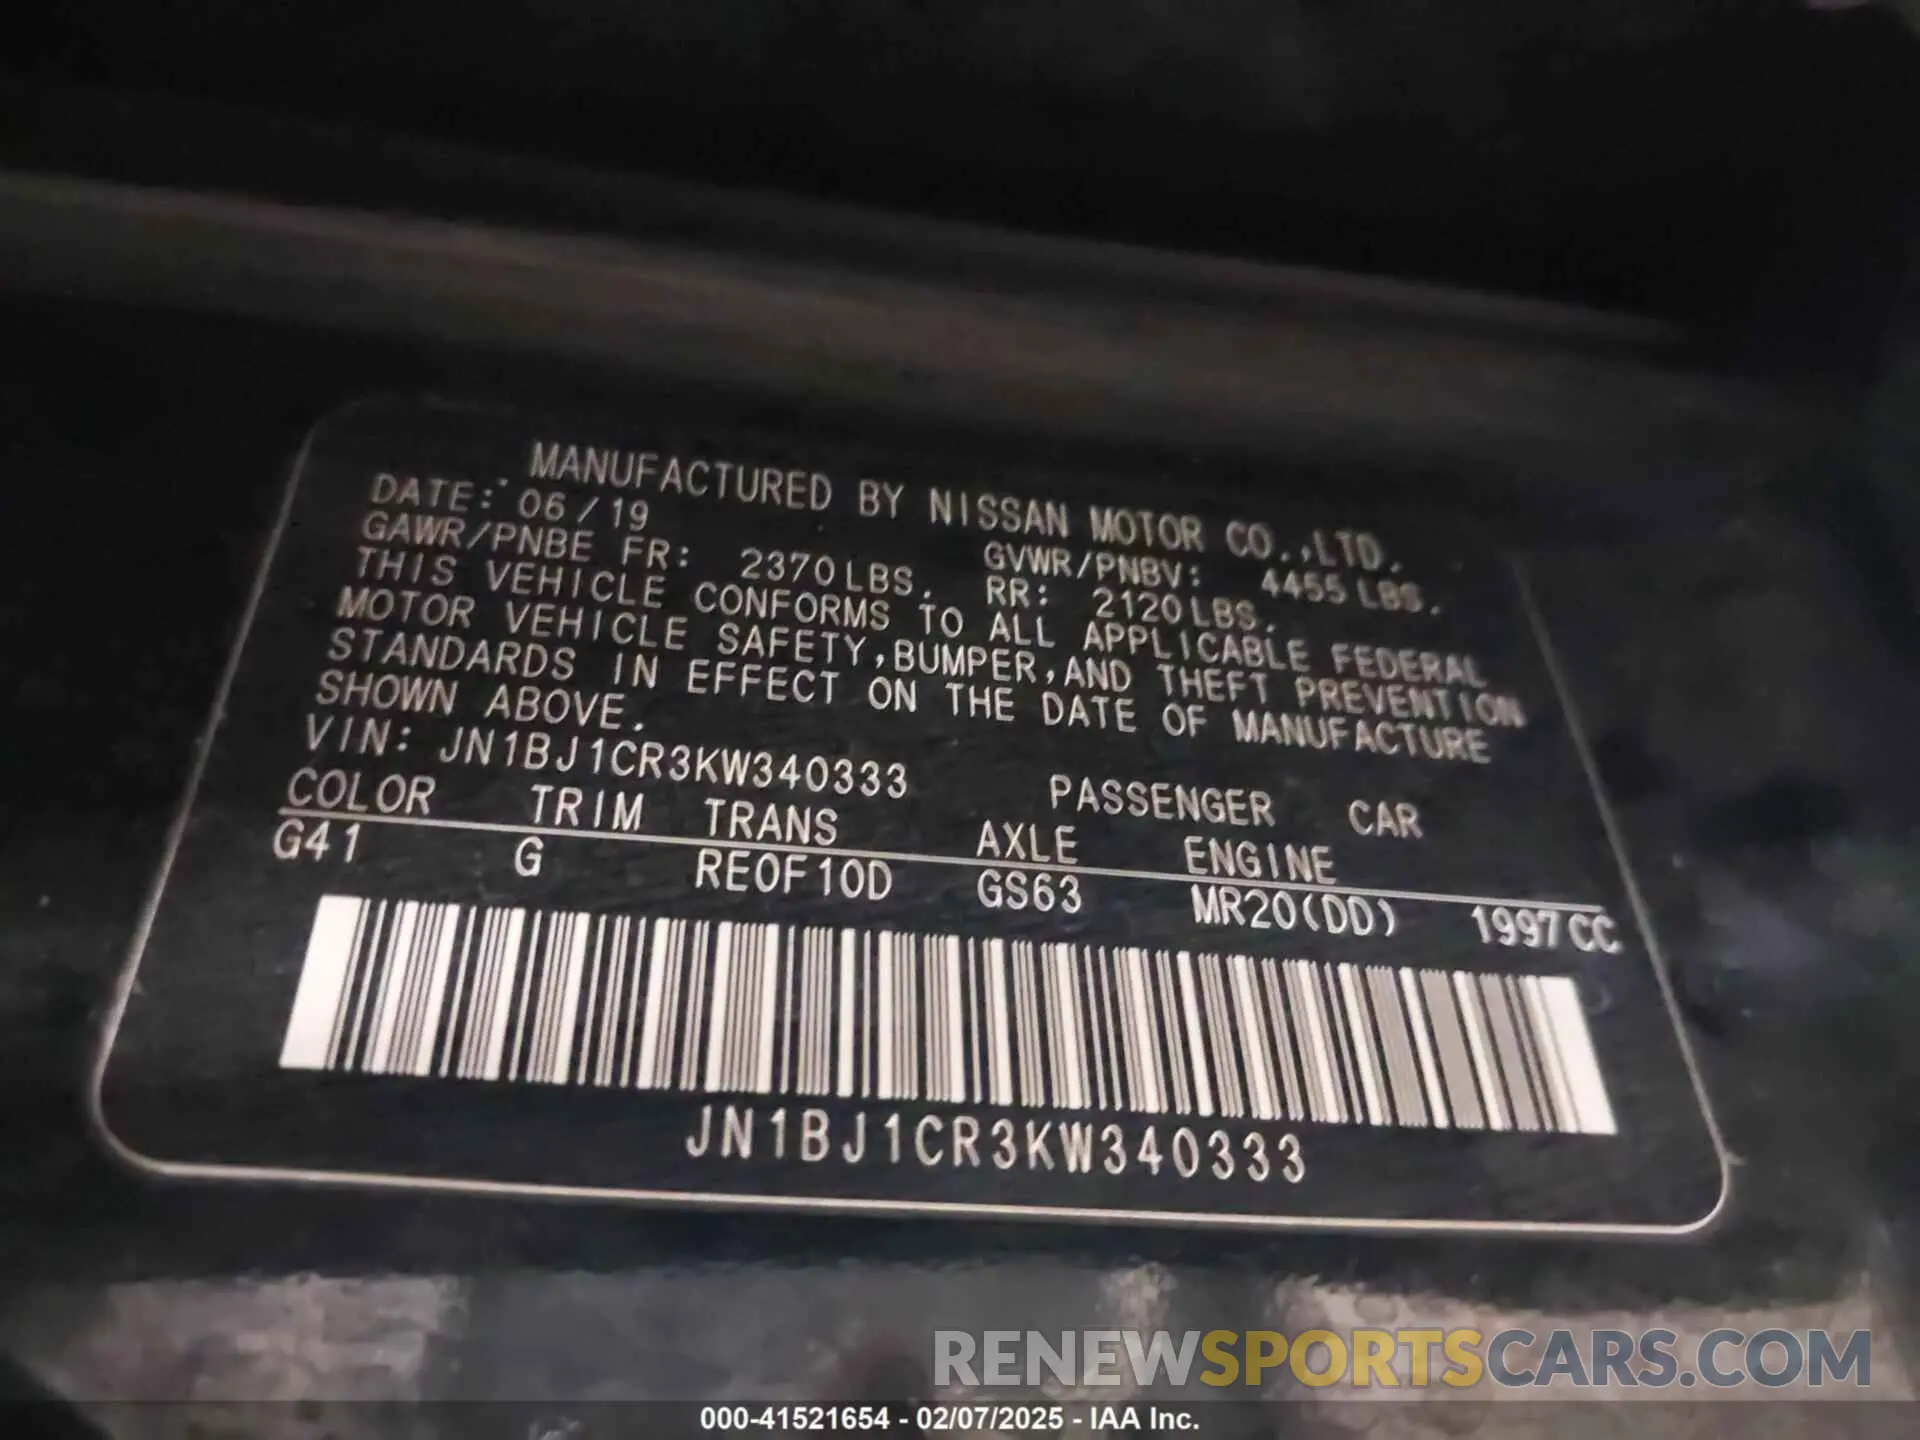 MANUFACTURED BY NISSAN MOTOR CO.,LTD.
DATE: 06/19 GVWR/PNBV: 4455 LBS.
GAWR/PNBE FR: 2370LBS. RR: 2120LBS.
THIS VEHICLE CONFORMS TO ALL APPLICABLE FEDERAL
MOTOR VEHICLE SAFETY,BUMPER,AND THEFT PREVENTION
STANDARDS IN EFFECT ON THE DATE OF MANUFACTURE
SHOWN ABOVE.
VIN: JN1BJ1CR3KW340333 PASSENGER CAR
COLOR TRIM TRANS AXLE ENGINE
G41 G RE0F10D GS63 MR20(DD) 1997CC
JN1BJ1CR3KW340333
RENEWSPORTSCARS.COM
000-41521654 - 02/07/2025 - IAA Inc.